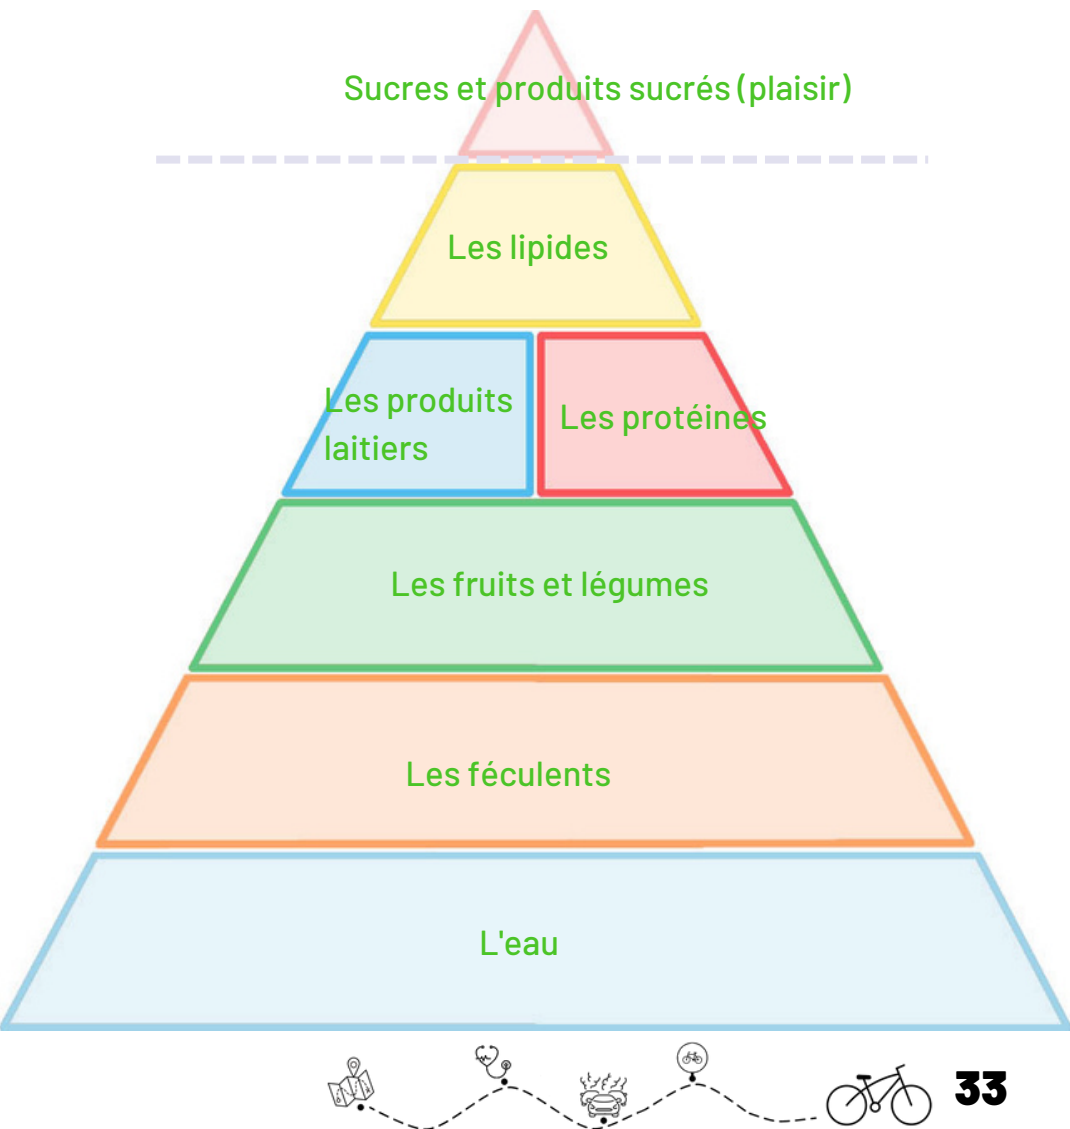 Sucres et produits sucrés (plaisir)
Les lipides
Les produits
laitiers
Les protéines
Les fruits et légumes
Les féculents
L'eau
33